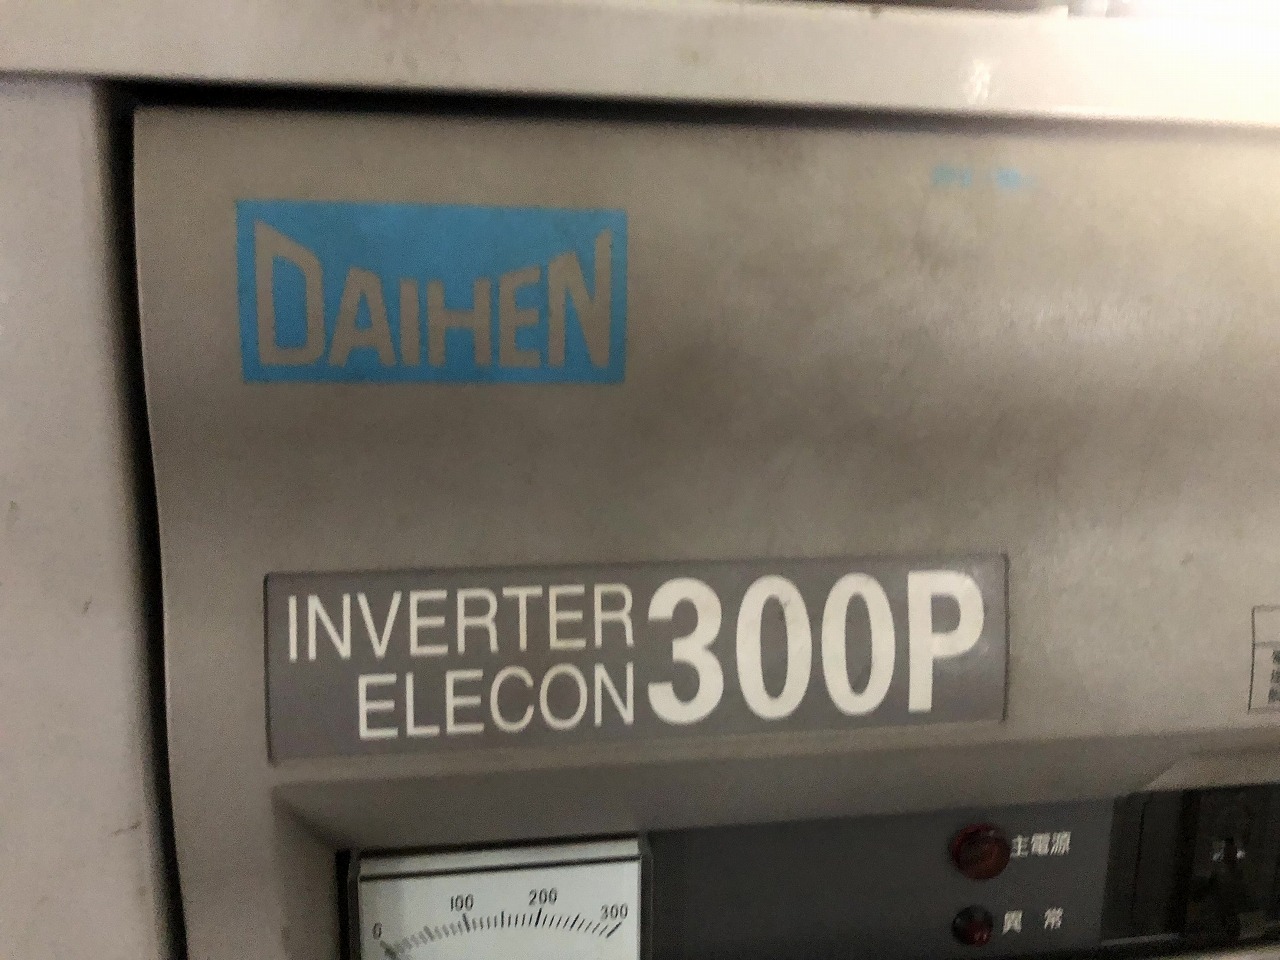 DAIHEN
INVERTER
ELECON
300P
0 100 200 300
主電源
異 常